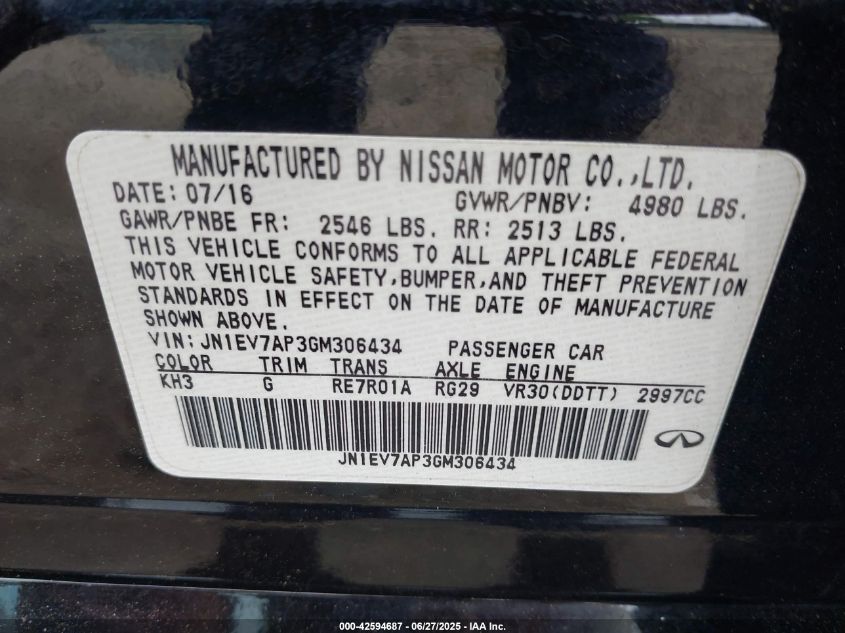 MANUFACTURED BY NISSAN MOTOR CO.,LTD.
DATE: 07/16 GVWR/PNBV: 4980 LBS.
GAWR/PNBE FR: 2546 LBS. RR: 2513 LBS.
THIS VEHICLE CONFORMS TO ALL APPLICABLE FEDERAL
MOTOR VEHICLE SAFETY,BUMPER,AND THEFT PREVENTION
STANDARDS IN EFFECT ON THE DATE OF MANUFACTURE
SHOWN ABOVE.
VIN:JN1EV7AP3GM306434 PASSENGER CAR
COLOR TRIM TRANS AXLE ENGINE
KH3 G RE7R01A RG29 VR30(DDTT) 2997CC
JN1EV7AP3GM306434
000-42594687 - 06/27/2025 - IAA Inc.